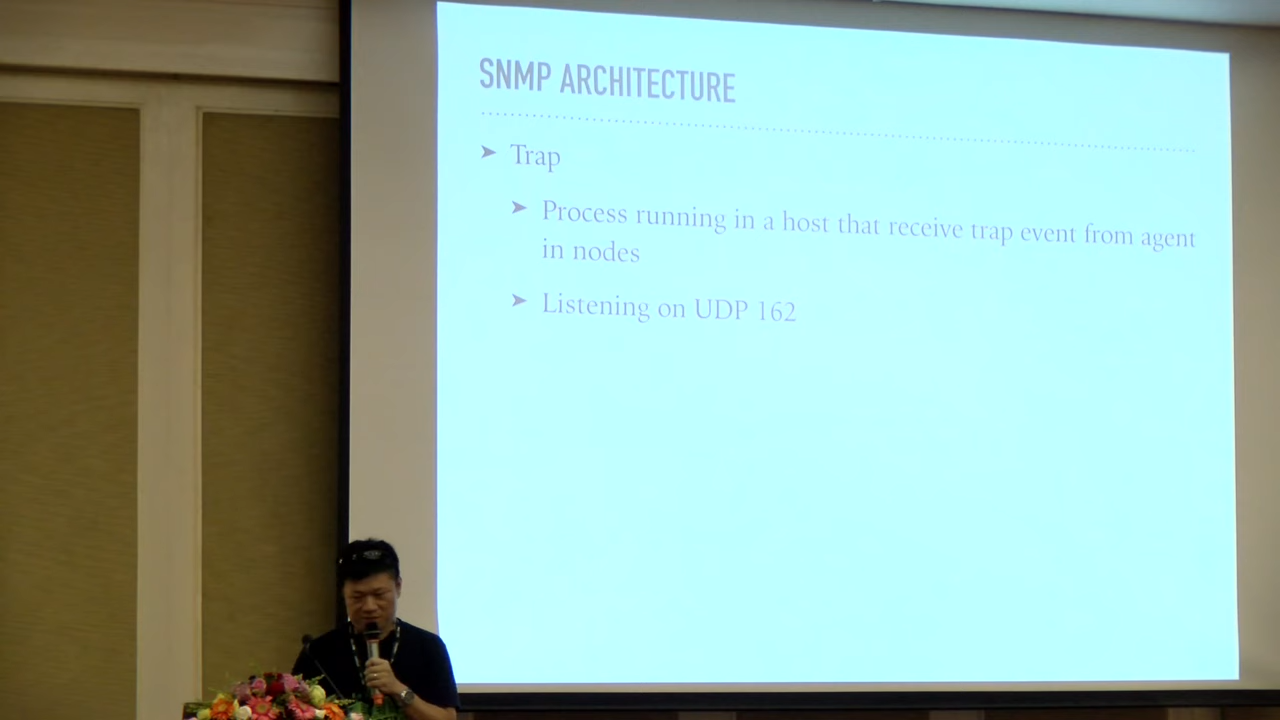 SNMP ARCHITECTURE
➤ Trap
➤ Process running in a host that receive trap event from agent
in nodes
➤ Listening on UDP 162